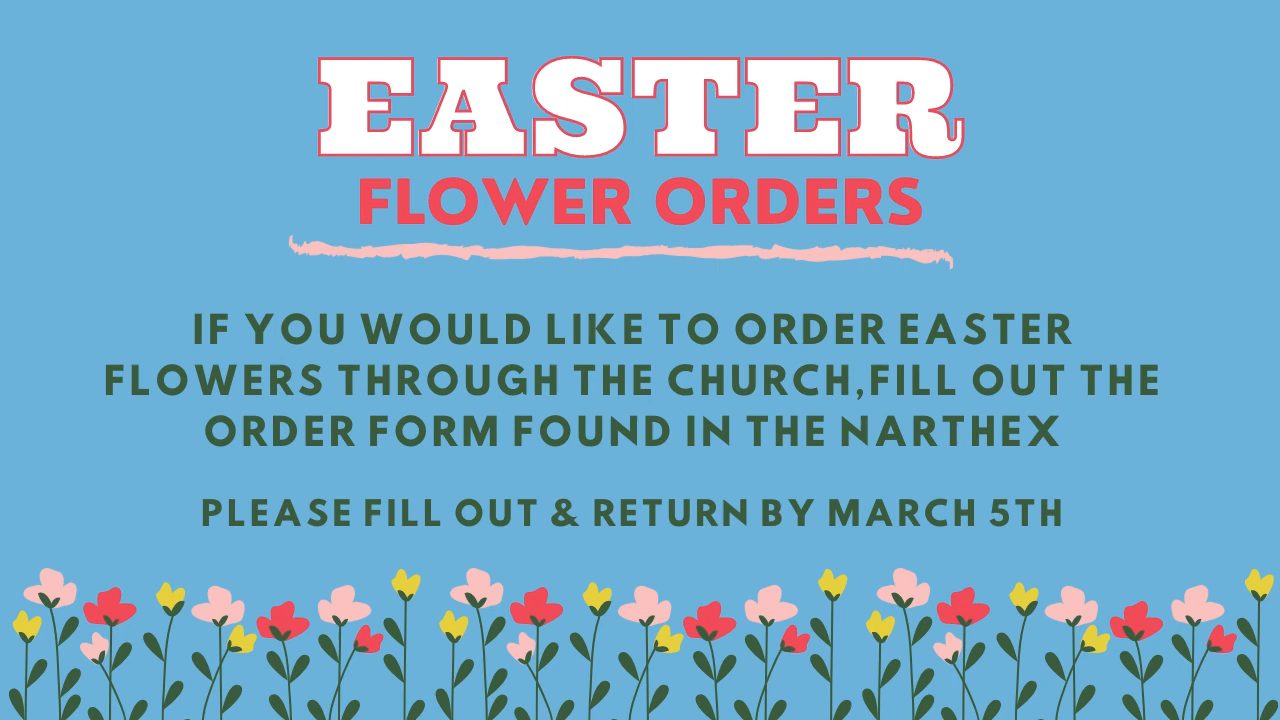 EASTER
FLOWER ORDERS
IF YOU WOULD LIKE TO ORDER EASTER
FLOWERS THROUGH THE CHURCH,FILL OUT THE
ORDER FORM FOUND IN THE NARTHEX
PLEASE FILL OUT & RETURN BY MARCH 5TH